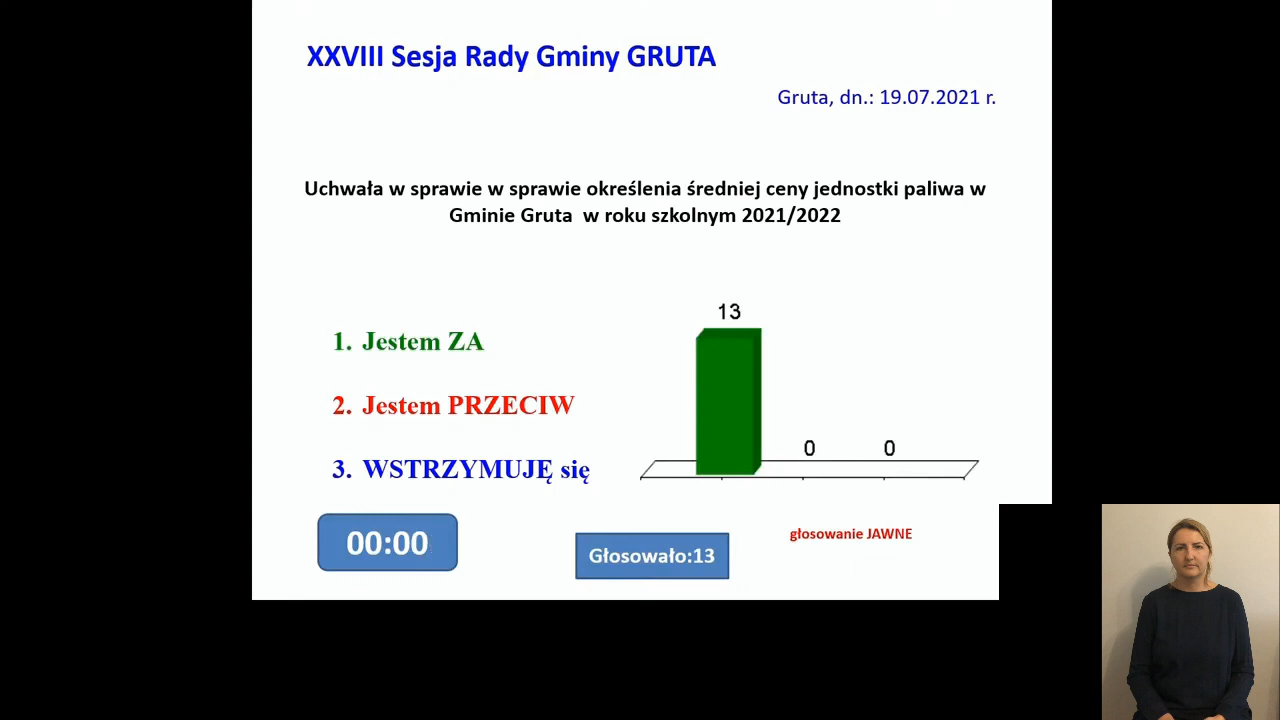 XXVIII Sesja Rady Gminy GRUTA
Gruta, dn.: 19.07.2021 r.
Uchwała w sprawie w sprawie określenia średniej ceny jednostki paliwa w
Gminie Gruta w roku szkolnym 2021/2022
13
1. Jestem ZA
2. Jestem PRZECIW
0 0
3. WSTRZYMUJĘ się
00:00
Głosowało:13
głosowanie JAWNE